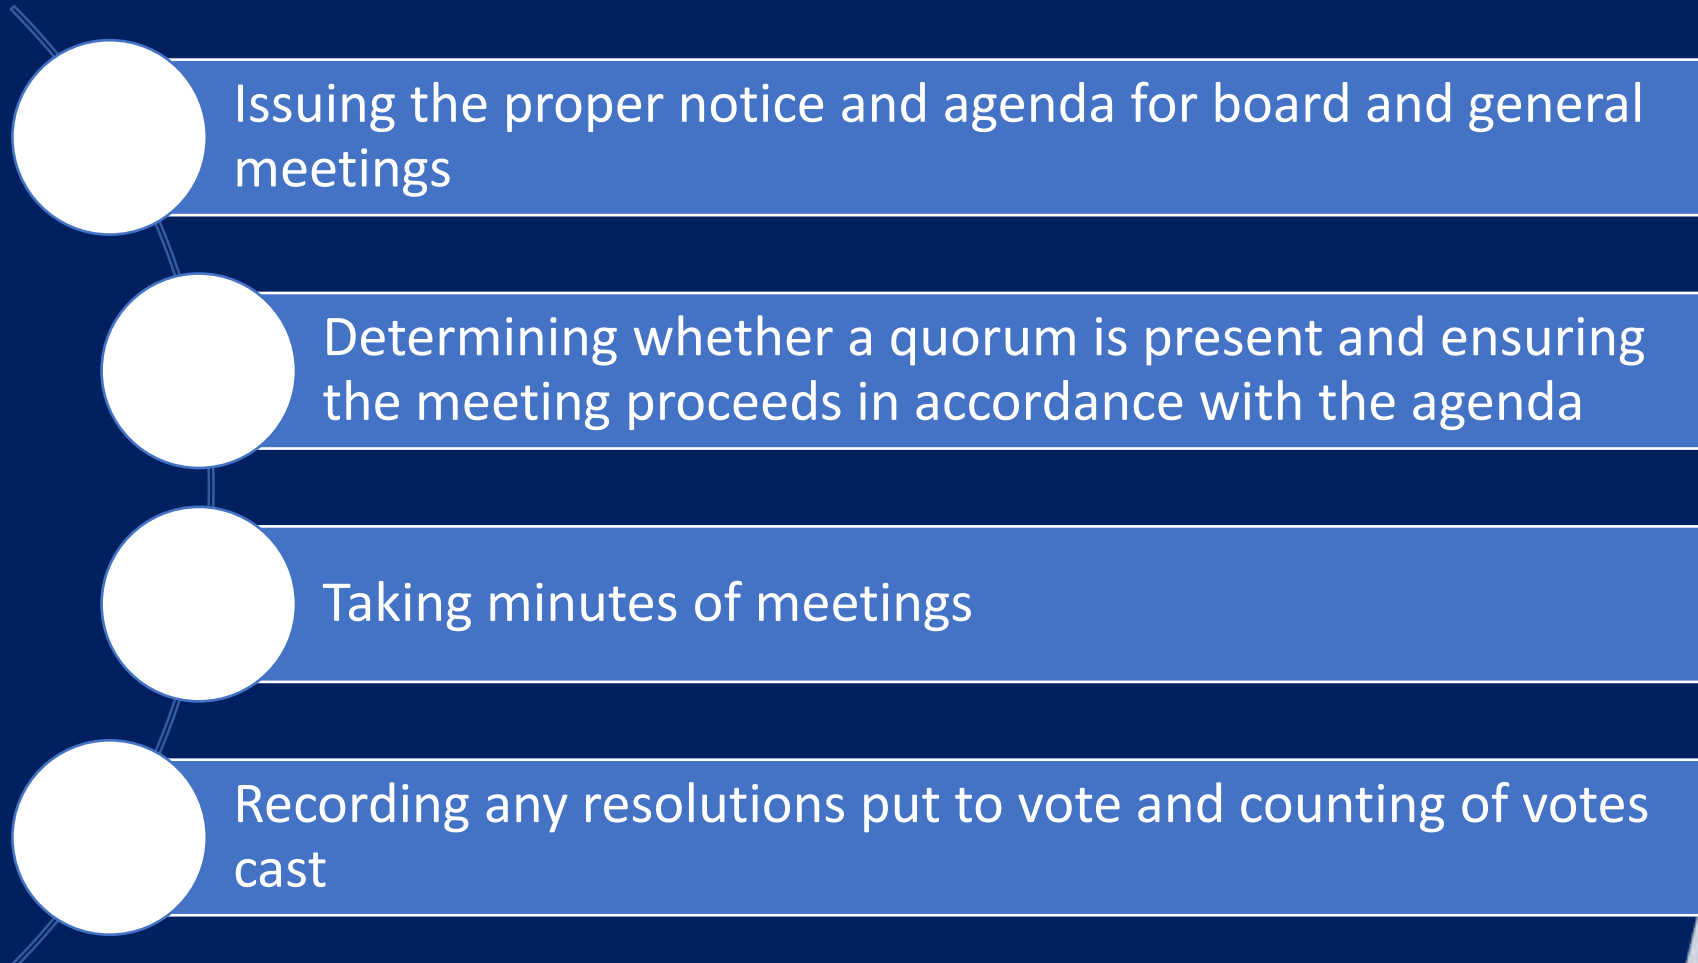 Issuing the proper notice and agenda for board and general
meetings
Determining whether a quorum is present and ensuring
the meeting proceeds in accordance with the agenda
Taking minutes of meetings
Recording any resolutions put to vote and counting of votes
cast